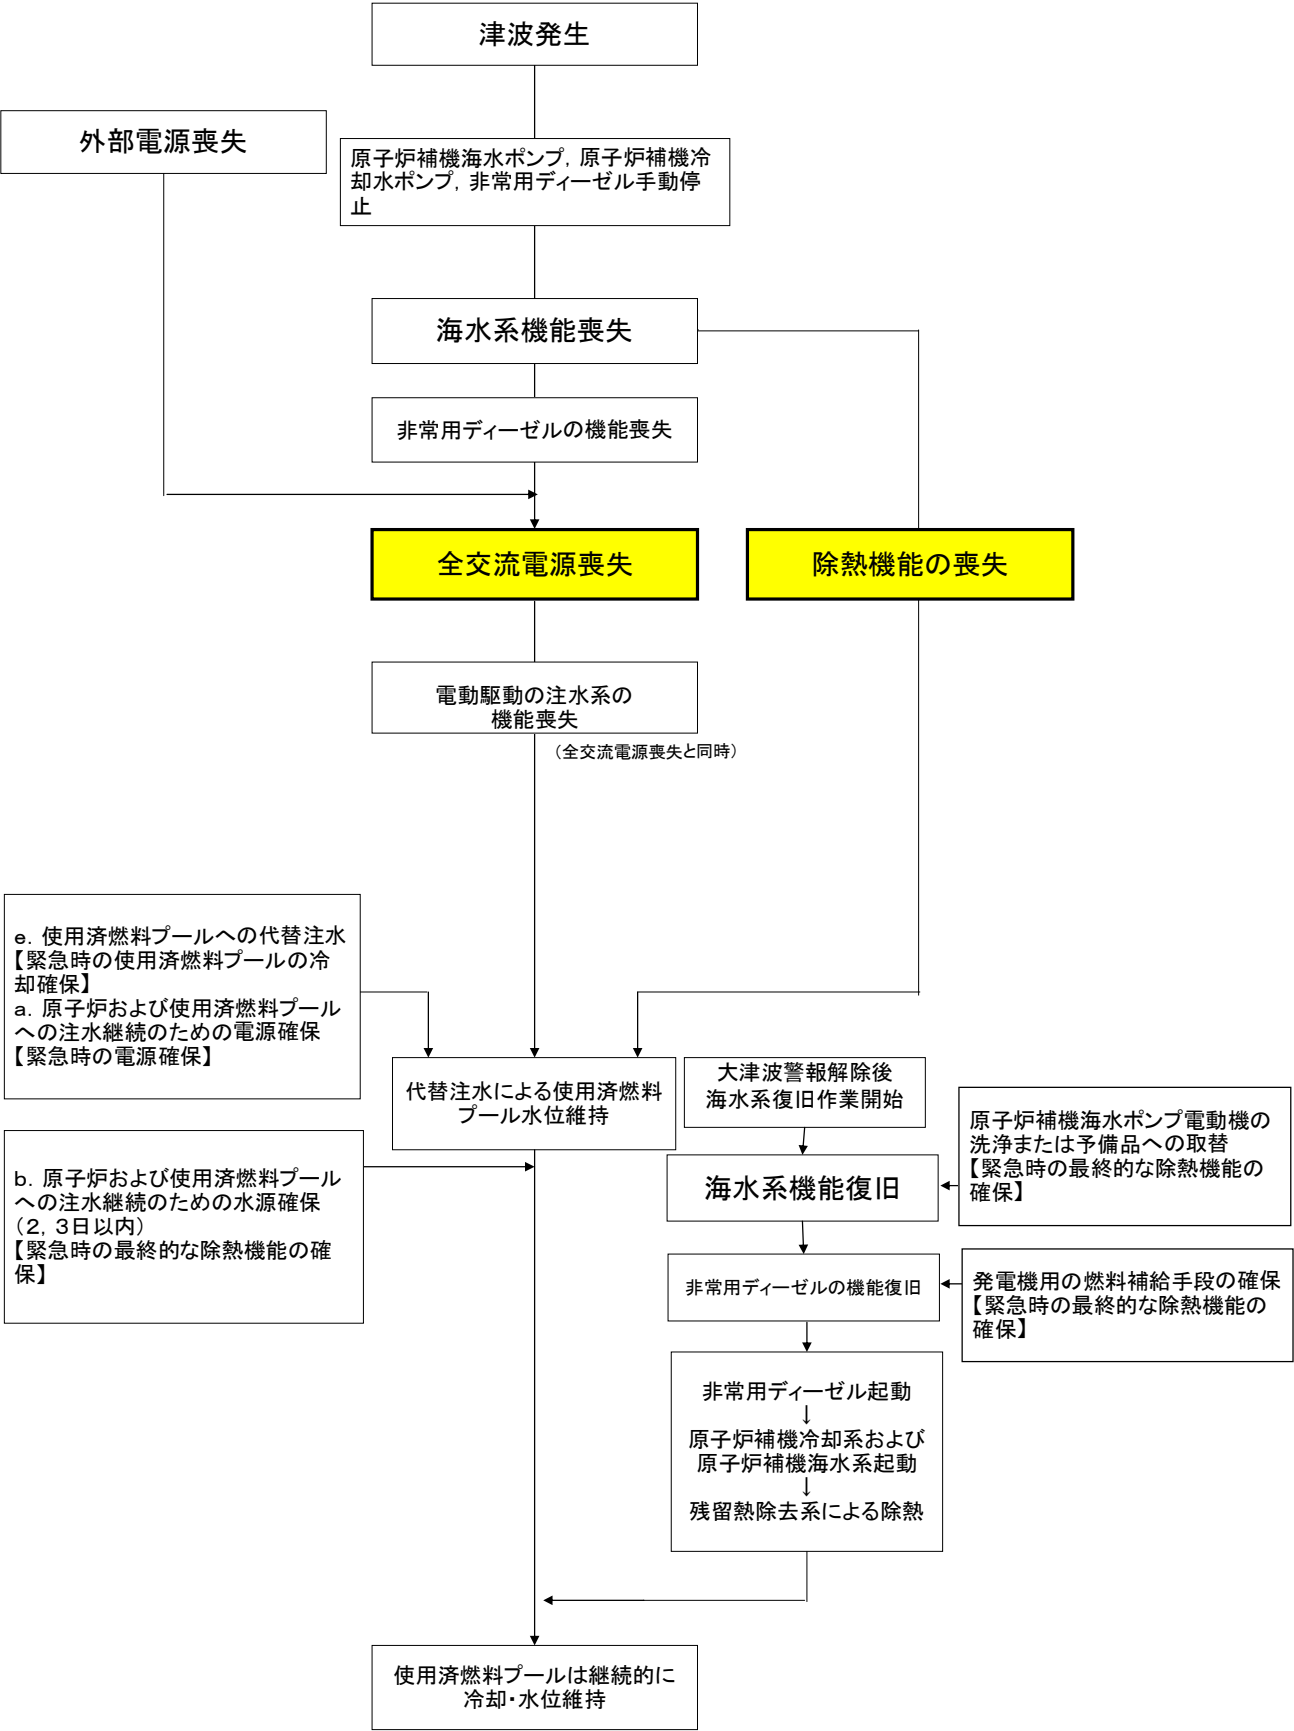 津波発生
外部電源喪失
原子炉補機海水ポンプ，原子炉補機冷
却水ポンプ，非常用ディーゼル手動停
止
海水系機能喪失
非常用ディーゼルの機能喪失
全交流電源喪失
除熱機能の喪失
電動駆動の注水系の
機能喪失
（全交流電源喪失と同時）
e．使用済燃料プールへの代替注水
【緊急時の使用済燃料プールの冷
却確保】
a．原子炉および使用済燃料プール
への注水継続のための電源確保
【緊急時の電源確保】
代替注水による使用済燃料
プール水位維持
大津波警報解除後
海水系復旧作業開始
原子炉補機海水ポンプ電動機の
洗浄または予備品への取替
【緊急時の最終的な除熱機能の
確保】
b．原子炉および使用済燃料プール
への注水継続のための水源確保
（２，３日以内）
【緊急時の最終的な除熱機能の確
保】
海水系機能復旧
非常用ディーゼルの機能復旧
発電機用の燃料補給手段の確保
【緊急時の最終的な除熱機能の
確保】
非常用ディーゼル起動
↓
原子炉補機冷却系および
原子炉補機海水系起動
↓
残留熱除去系による除熱
使用済燃料プールは継続的に
冷却・水位維持